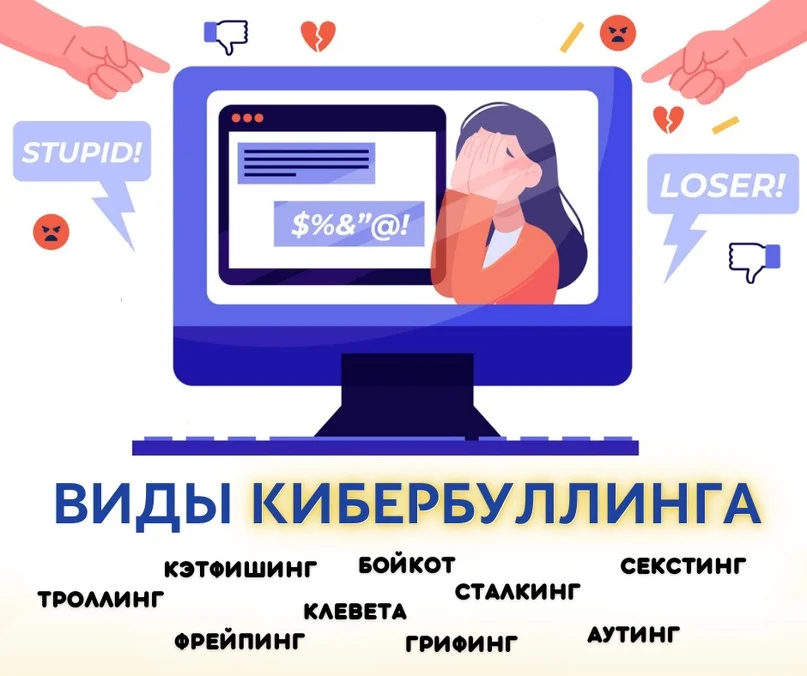 STUPID!
LOSER!
$%&"@!
ВИДЫ КИБЕРБУЛЛИНГА
КЭТФИШИНГ
БОЙКОТ
СЕКСТИНГ
ТРОЛЛИНГ
СТАЛКИНГ
КЛЕВЕТА
ФРЕЙПИНГ
ГРИФИНГ
АУТИНГ